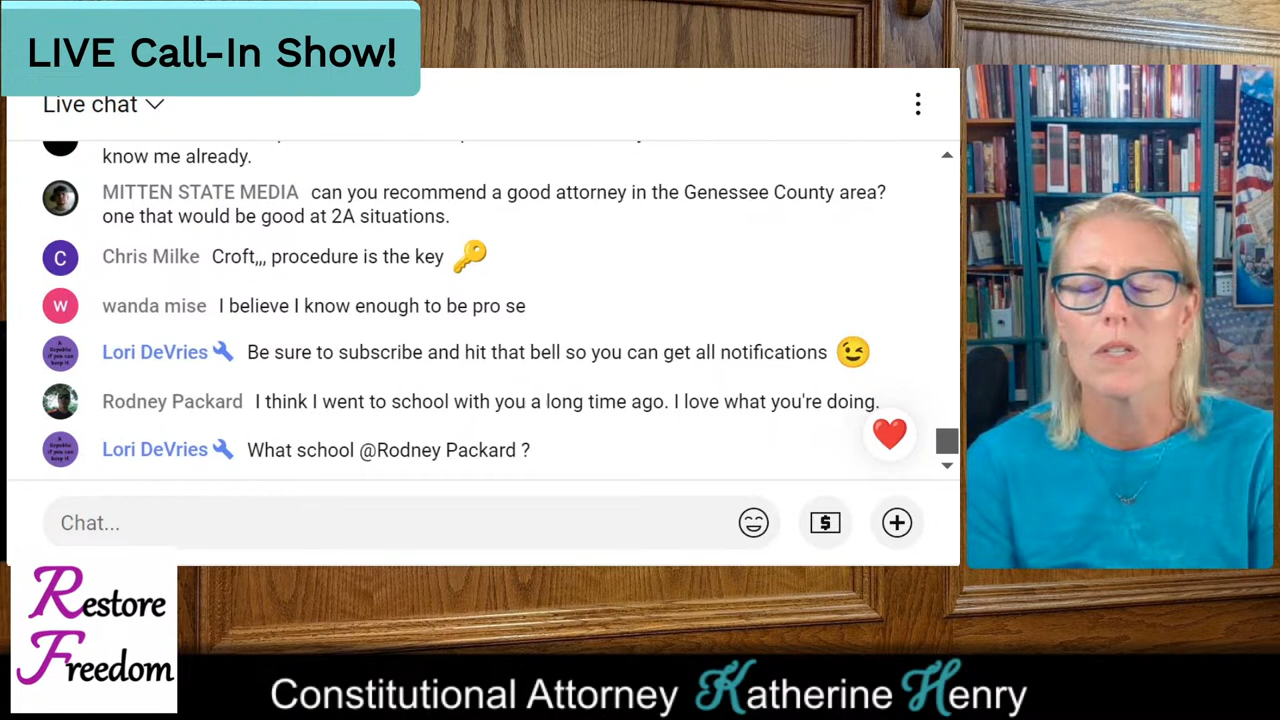 LIVE Call-In Show!
Live chat
know me already.
MITTEN STATE MEDIA can you recommend a good attorney in the Genessee County area?
one that would be good at 2A situations.
C
Chris Milke Croft,,, procedure is the key 🔑
w
wanda mise I believe I know enough to be pro se
Lori DeVries Be sure to subscribe and hit that bell so you can get all notifications 😉
Rodney Packard I think I went to school with you a long time ago. I love what you're doing.
Lori DeVries What school @Rodney Packard ?
Chat...
$
Restore
Freedom
Constitutional Attorney Katherine Henry